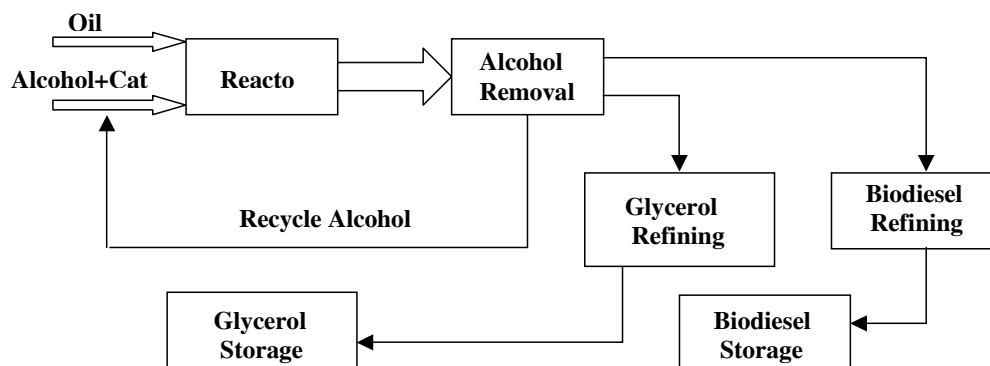 Oil
Alcohol+Cat
Reacto
Alcohol
Removal
Recycle Alcohol
Glycerol
Refining
Biodiesel
Refining
Glycerol
Storage
Biodiesel
Storage